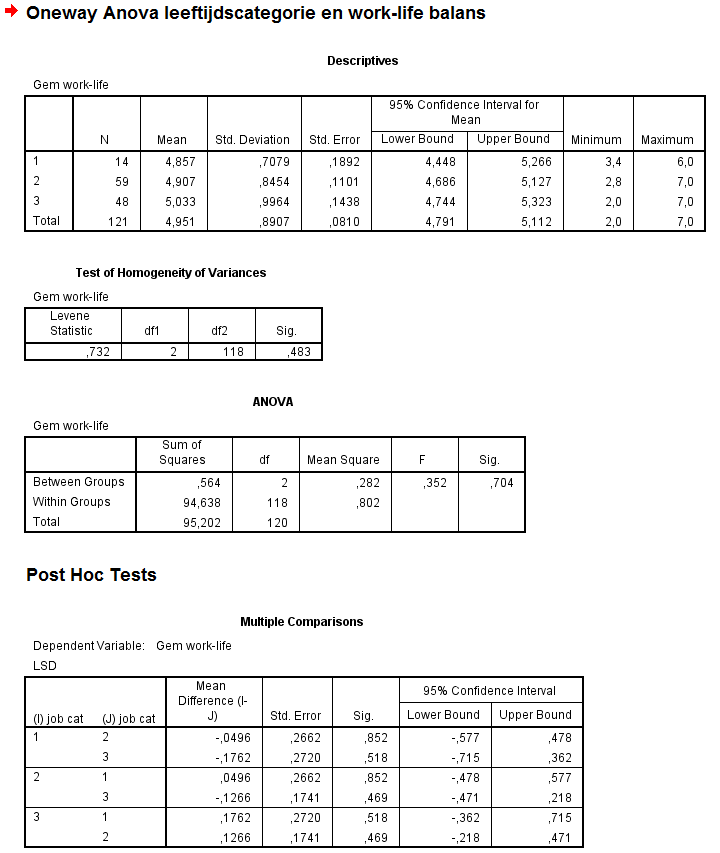 Oneway Anova leeftijdscategorie en work-life balans
Descriptives
Gem work-life
N Mean Std. Deviation Std. Error 95% Confidence Interval for Mean Lower Bound Upper Bound Minimum Maximum
1 14 4,857 ,7079 ,1892 4,448 5,266 3,4 6,0
2 59 4,907 ,8454 ,1101 4,686 5,127 2,8 7,0
3 48 5,033 ,9964 ,1438 4,744 5,323 2,0 7,0
Total 121 4,951 ,8907 ,0810 4,791 5,112 2,0 7,0
Test of Homogeneity of Variances
Gem work-life
Levene Statistic df1 df2 Sig.
,732 2 118 ,483
ANOVA
Gem work-life
Sum of Squares df Mean Square F Sig.
Between Groups ,564 2 ,282 ,352 ,704
Within Groups 94,638 118 ,802
Total 95,202 120
Post Hoc Tests
Multiple Comparisons
Dependent Variable: Gem work-life
LSD
(I) job cat (J) job cat Mean Difference (I-J) Std. Error Sig. 95% Confidence Interval Lower Bound Upper Bound
1 2 -,0496 ,2662 ,852 -,577 ,478
3 -,1762 ,2720 ,518 -,715 ,362
2 1 ,0496 ,2662 ,852 -,478 ,577
3 -,1266 ,1741 ,469 -,471 ,218
3 1 ,1762 ,2720 ,518 -,362 ,715
2 ,1266 ,1741 ,469 -,218 ,471